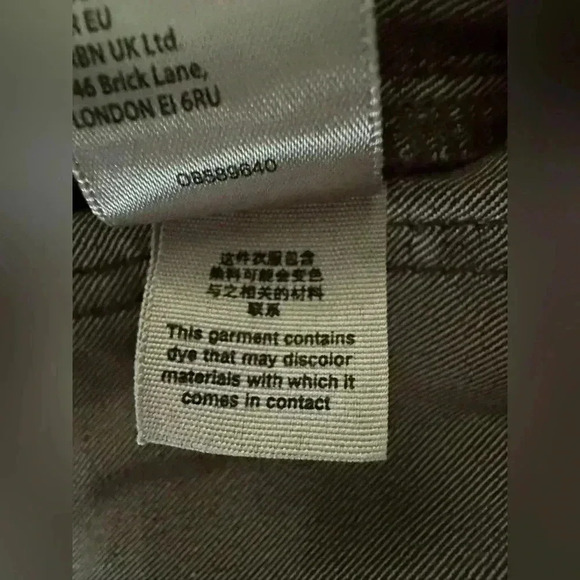 EU
BN UK Ltd
46 Brick Lane,
LONDON E1 6RU
08589640
这件衣服包含
染料可能会变色
与之相关的材料
联系
This garment contains
dye that may discolor
materials with which it
comes in contact